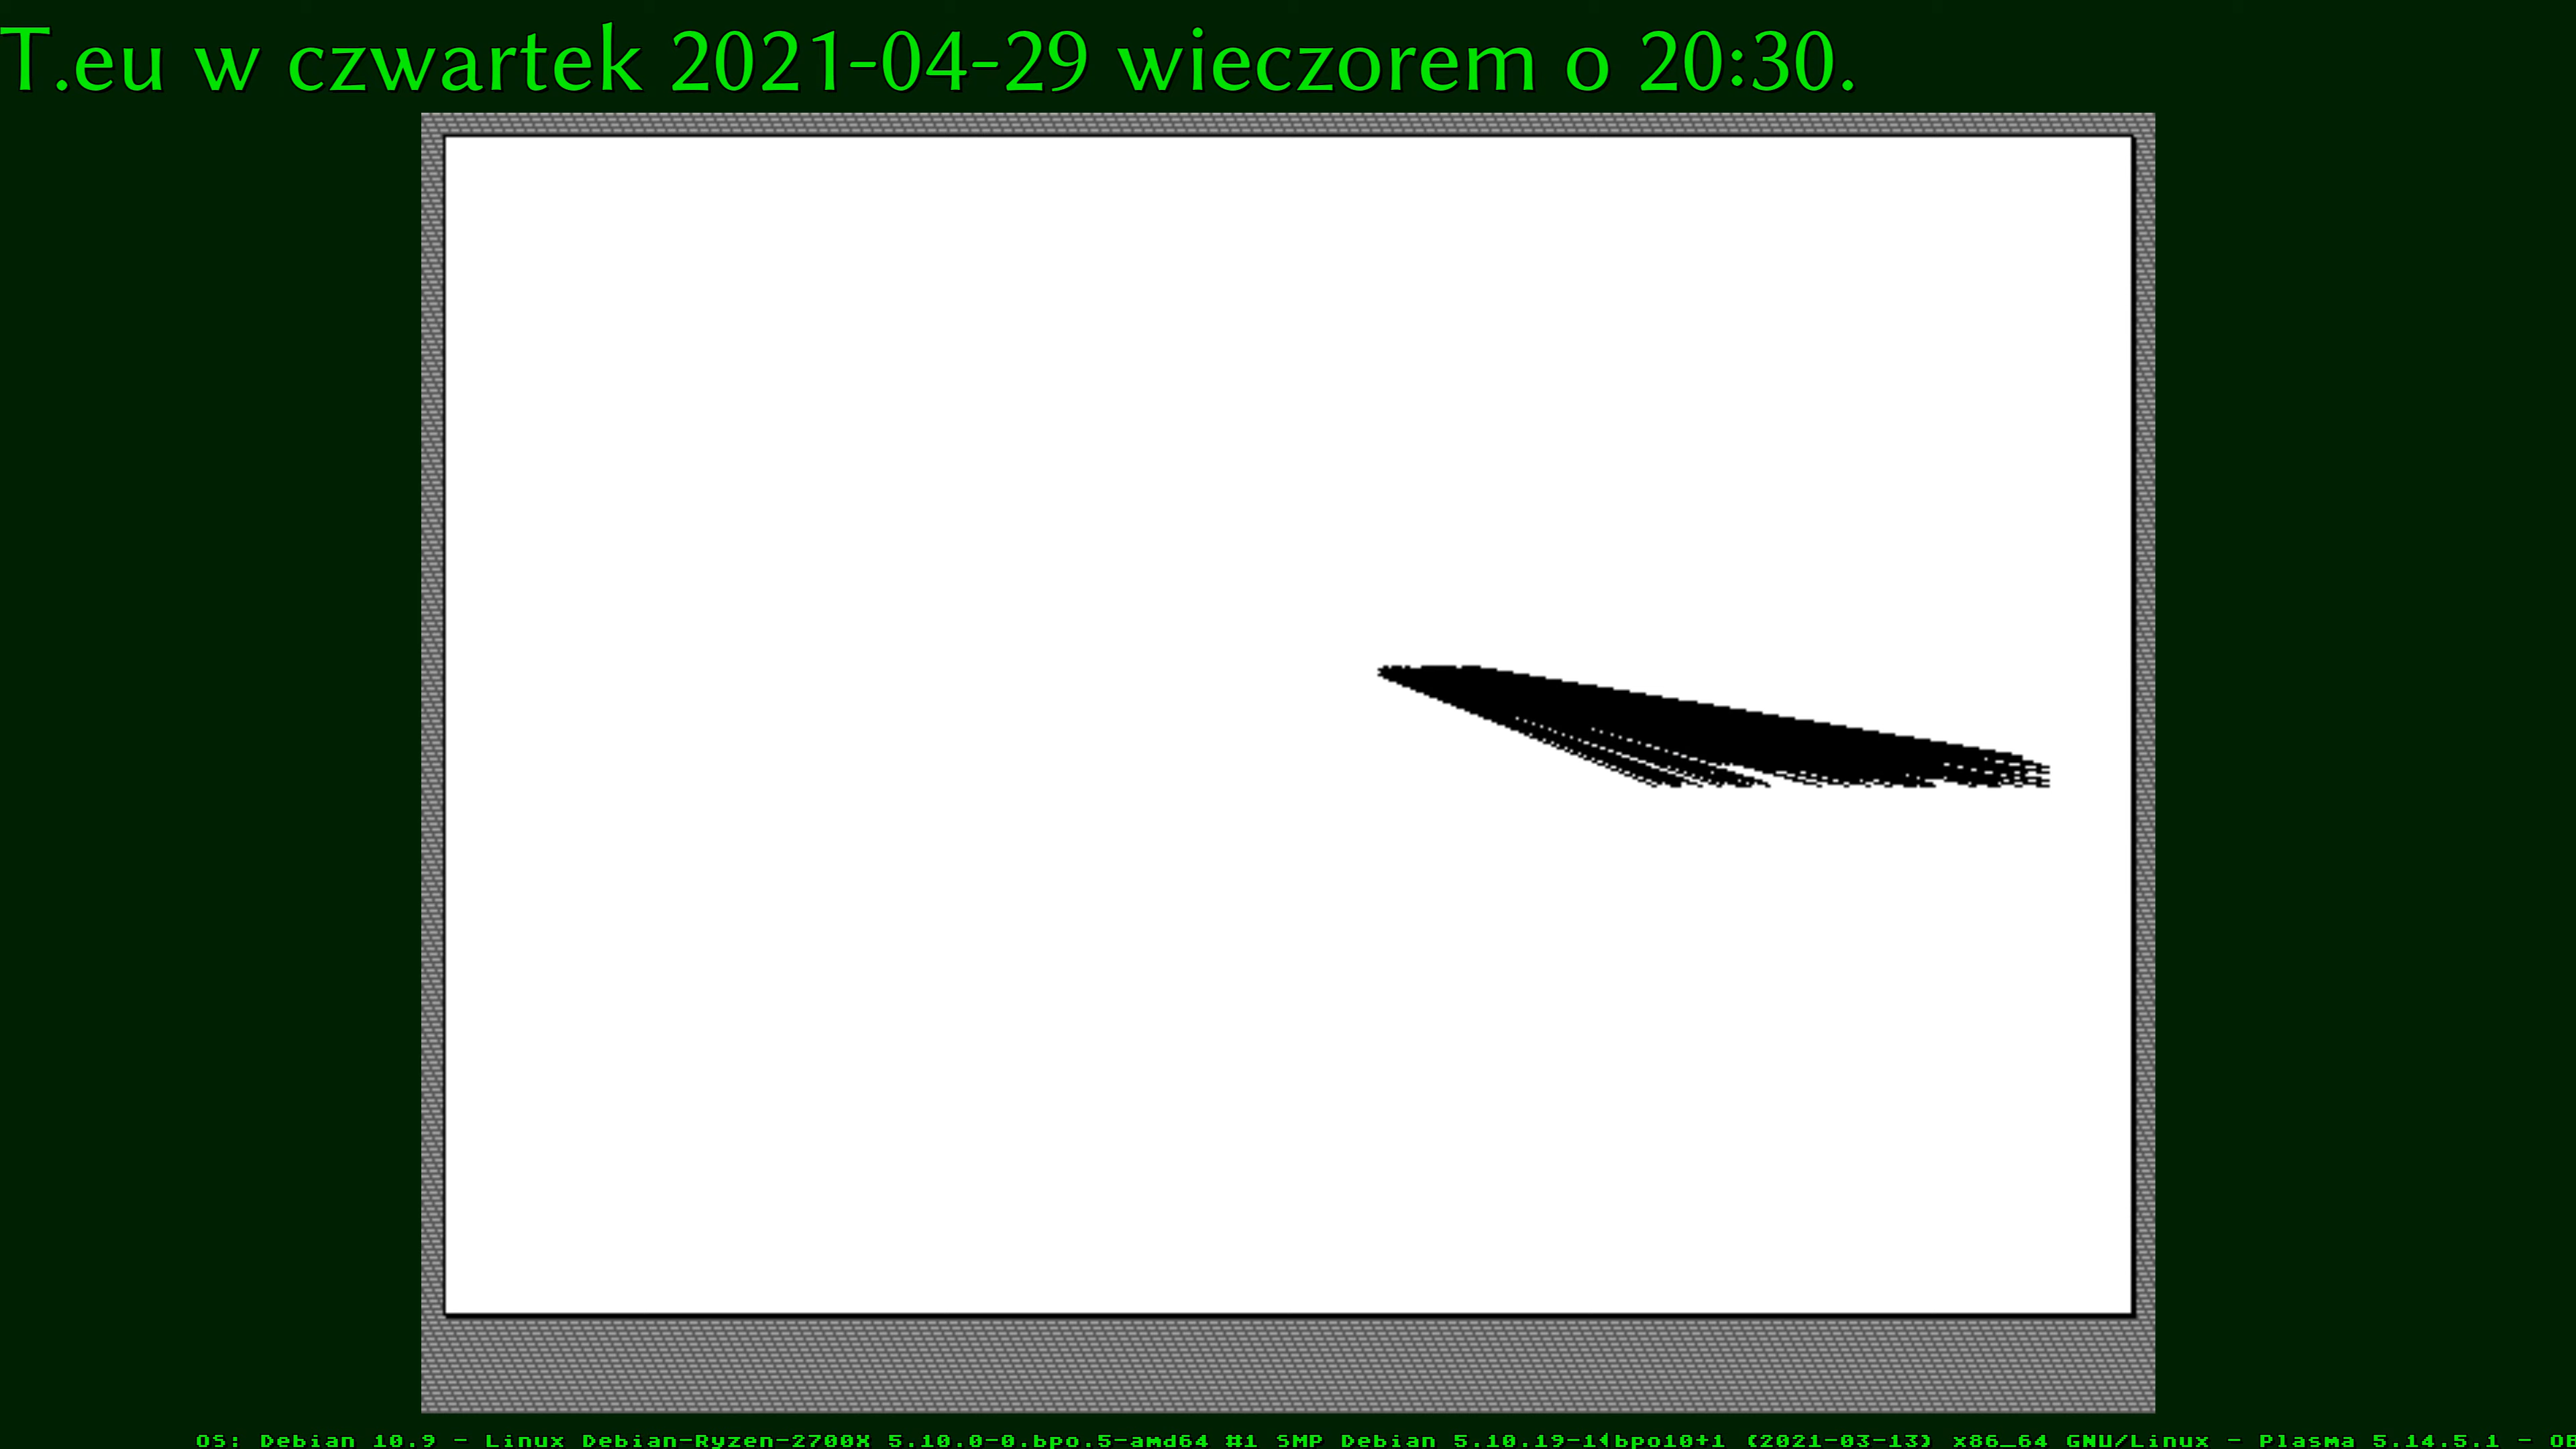 T.eu w czwartek 2021-04-29 wieczorem o 20:30.
OS: Debian 10.9 - Linux Debian-Ryzen-2700X 5.10.0-0.bpo.5-amd64 #1 SMP Debian 5.10.19-1~bpo10+1 (2021-03-13) x86_64 GNU/Linux - Plasma 5.14.5.1 -